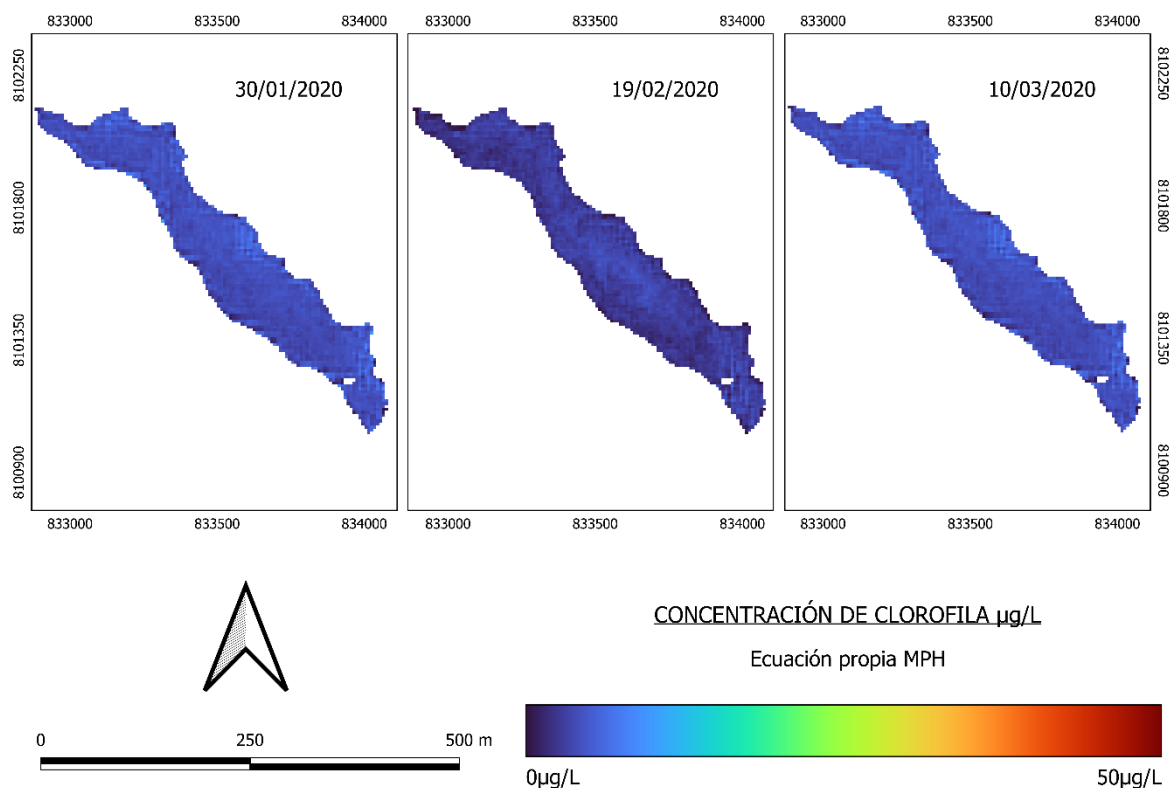 833000 833500 834000 833000 833500 834000 833000 833500 834000
8102250
8101800
8101350
8100900
30/01/2020
19/02/2020
10/03/2020
8102250
8101800
8101350
8100900
833000 833500 834000 833000 833500 834000 833000 833500 834000
CONCENTRACIÓN DE CLOROFILA µg/L
Ecuación propia MPH
0 250 500 m
0µg/L 50µg/L